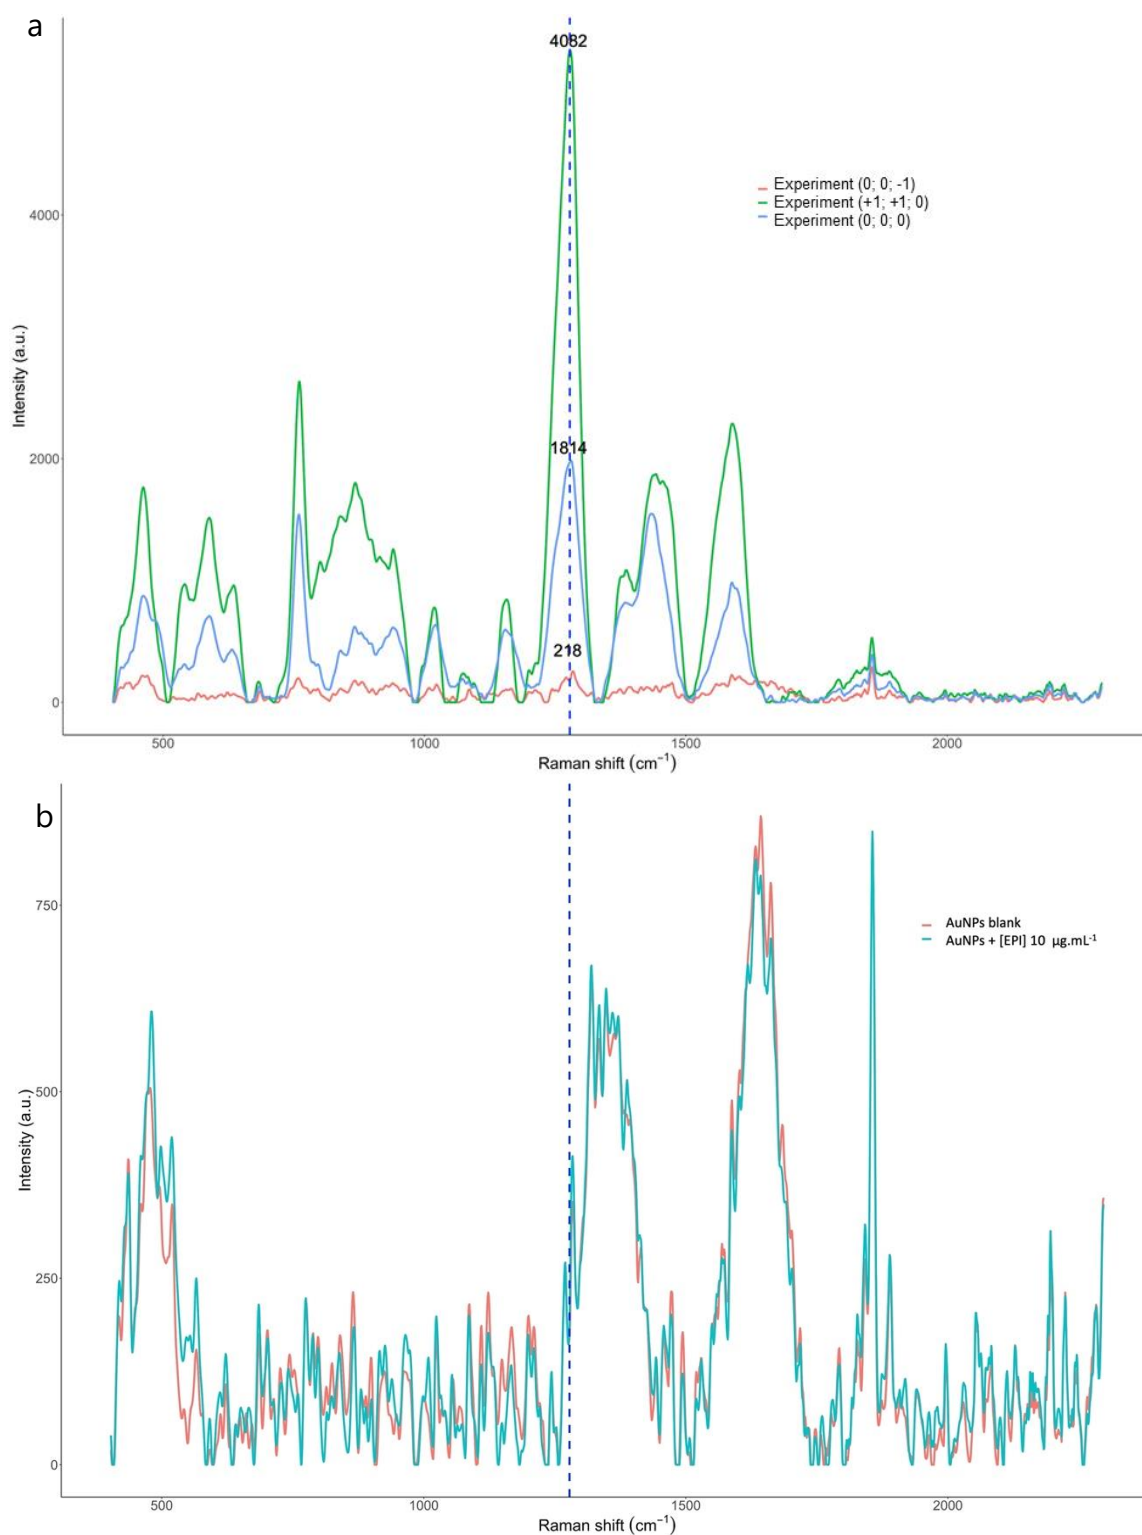 a
4082
Experiment (0; 0; -1)
Experiment (+1; +1; 0)
Experiment (0; 0; 0)
4000
Intensity (a.u.)
1814
2000
218
0
500 1000 1500 2000
Raman shift (cm⁻¹)
b
750
AuNPs blank
AuNPs + [EPI] 10 µg.mL⁻¹
500
Intensity (a.u.)
250
0
500 1000 1500 2000
Raman shift (cm⁻¹)